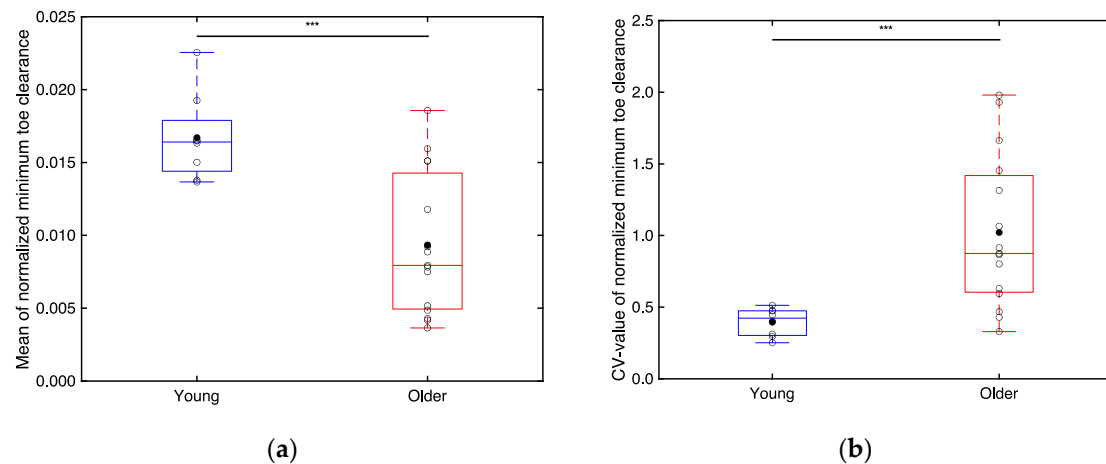 Mean of normalized minimum toe clearance
0.025
0.020
0.015
0.010
0.005
0.000
***
Young
Older
(a)
CV-value of normalized minimum toe clearance
2.5
2.0
1.5
1.0
0.5
0.0
***
Young
Older
(b)